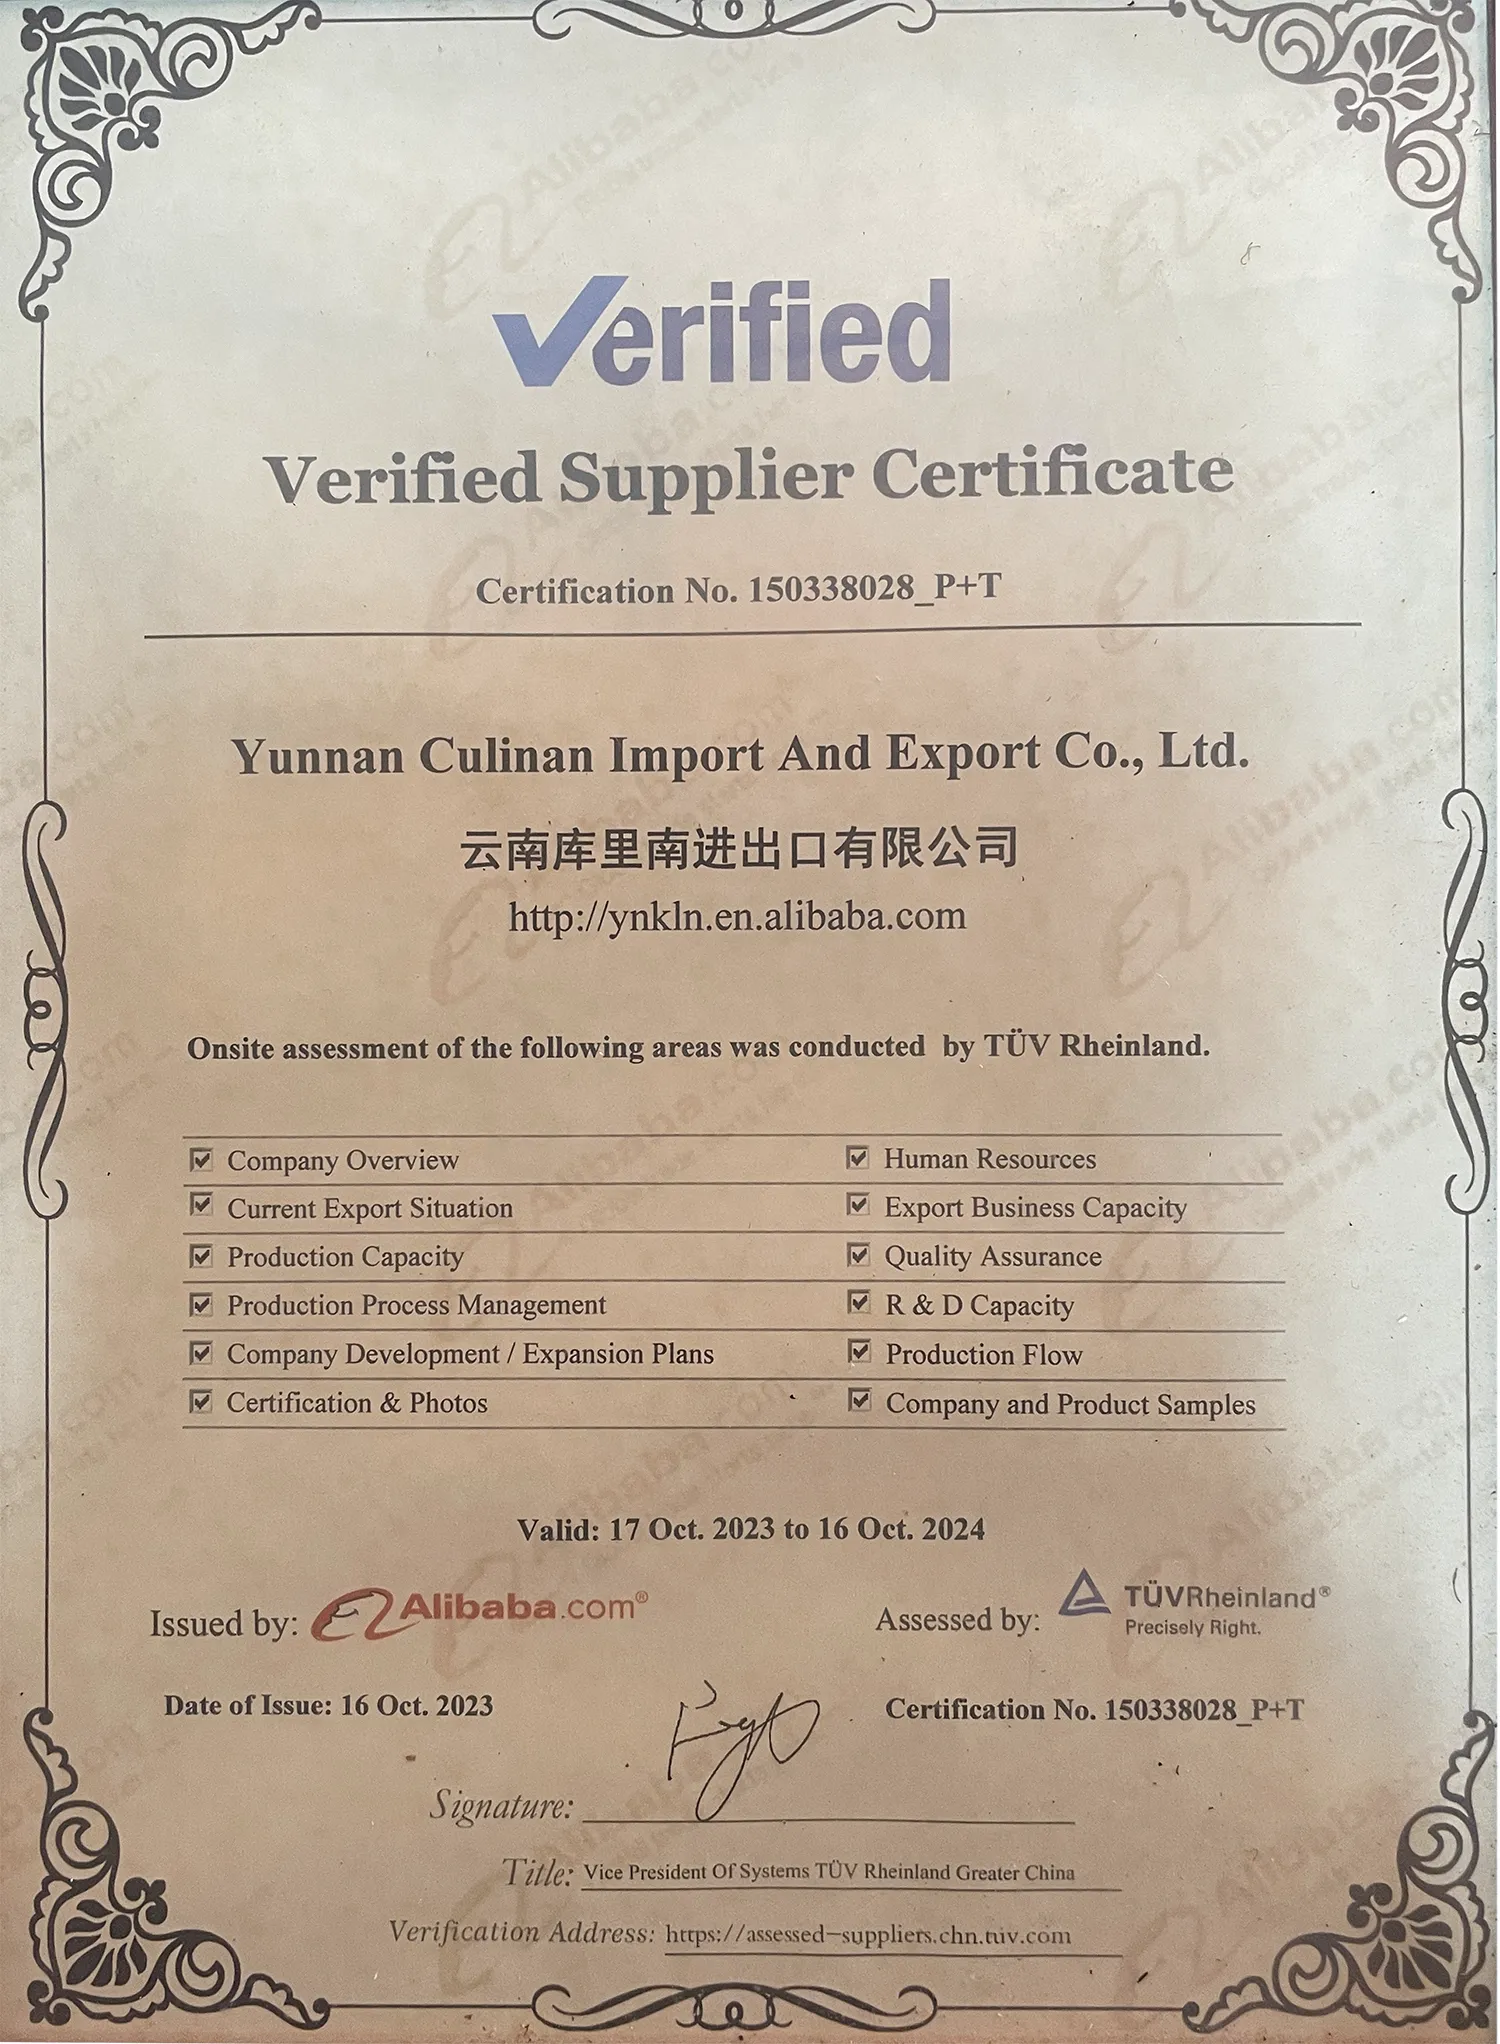 Verified
Verified Supplier Certificate
Certification No. 150338028_P+T
Yunnan Culinan Import And Export Co., Ltd.
云南库里南进出口有限公司
http://ynkln.en.alibaba.com
Onsite assessment of the following areas was conducted by TÜV Rheinland.
Company Overview
Human Resources
Current Export Situation
Export Business Capacity
Production Capacity
Quality Assurance
Production Process Management
R & D Capacity
Company Development / Expansion Plans
Production Flow
Certification & Photos
Company and Product Samples
Valid: 17 Oct. 2023 to 16 Oct. 2024
Issued by: Alibaba.com®
Assessed by: TÜVRheinland®
Precisely Right.
Date of Issue: 16 Oct. 2023
Certification No. 150338028_P+T
Signature:
Title: Vice President Of Systems TÜV Rheinland Greater China
Verification Address: https://assessed-suppliers.chn.tuv.com